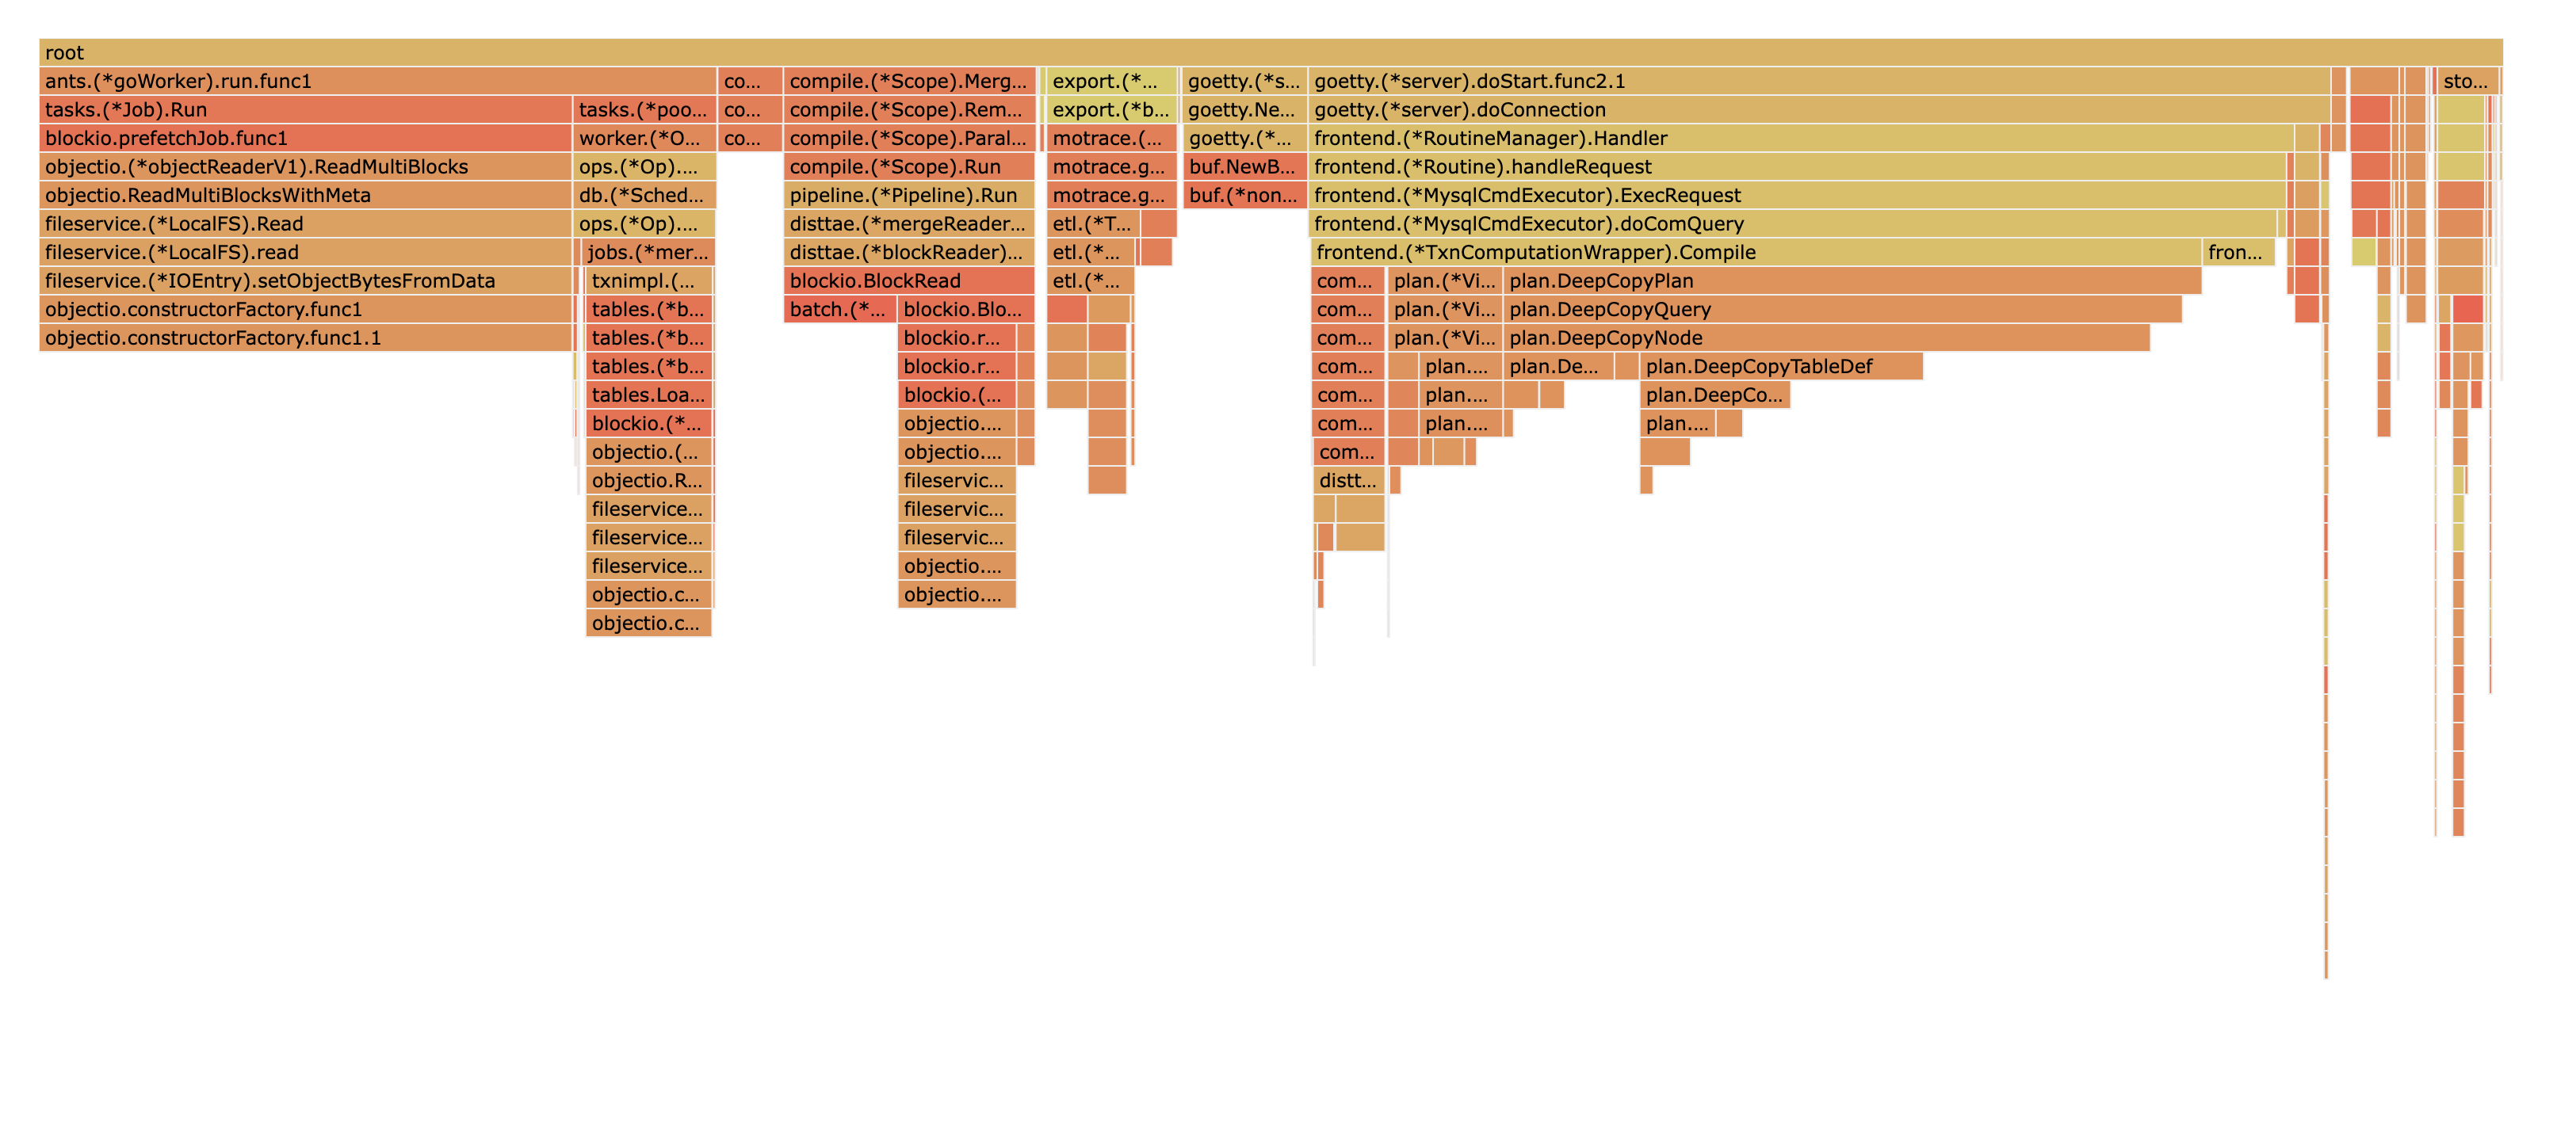 root
ants.(*goWorker).run.func1 co... compile.(*Scope).Merg... export.(*... goetty.(*s... goetty.(*server).doStart.func2.1 sto...
tasks.(*Job).Run tasks.(*poo... co... compile.(*Scope).Rem... export.(*b... goetty.Ne... goetty.(*server).doConnection
blockio.prefetchJob.func1 worker.(*O... co... compile.(*Scope).Paral... motrace.(... goetty.(*... frontend.(*RoutineManager).Handler
objectio.(*objectReaderV1).ReadMultiBlocks ops.(*Op).... compile.(*Scope).Run motrace.g... buf.NewB... frontend.(*Routine).handleRequest
objectio.ReadMultiBlocksWithMeta db.(*Sched... pipeline.(*Pipeline).Run motrace.g... buf.(*non... frontend.(*MysqlCmdExecutor).ExecRequest
fileservice.(*LocalFS).Read ops.(*Op).... disttae.(*mergeReader... etl.(*T... frontend.(*MysqlCmdExecutor).doComQuery
fileservice.(*LocalFS).read jobs.(*mer... disttae.(*blockReader)... etl.(*... frontend.(*TxnComputationWrapper).Compile fron...
fileservice.(*IOEntry).setObjectBytesFromData txnimpl.(... blockio.BlockRead etl.(*... com... plan.(*Vi... plan.DeepCopyPlan
objectio.constructorFactory.func1 tables.(*b... batch.(*... blockio.Blo... com... plan.(*Vi... plan.DeepCopyQuery
objectio.constructorFactory.func1.1 tables.(*b... blockio.r... com... plan.(*Vi... plan.DeepCopyNode
tables.(*b... blockio.r... com... plan.... plan.De... plan.DeepCopyTableDef
tables.Loa... blockio.(... com... plan.... plan.DeepCo...
blockio.(*... objectio.... com... plan.... plan....
objectio.(... objectio.... com...
objectio.R... fileservic... distt...
fileservice... fileservic...
fileservice... fileservic...
fileservice... objectio....
objectio.c... objectio....
objectio.c...